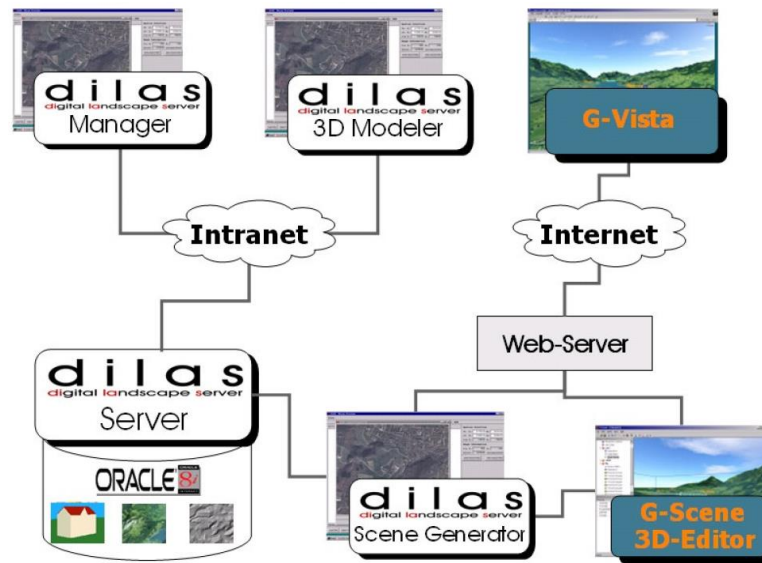 dilas
digital landscape server
Manager
dilas
digital landscape server
3D Modeler
G-Vista
Intranet
Internet
Web-Server
dilas
digital landscape server
Server
ORACLE 8i
dilas
digital landscape server
Scene Generator
G-Scene
3D-Editor